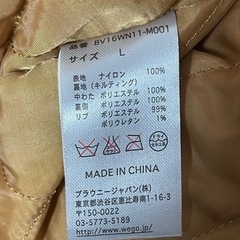 品番 BV16WN11-M001
サイズ L
表地 ナイロン 100%
裏地(キルティング)
中わた ポリエステル 100%
裏側 ポリエステル 100%
リブ ポリエステル 99%
ポリウレタン 1%
MADE IN CHINA
ブラウニージャパン(株)
東京都渋谷区恵比寿南1-16-3
〒150-0022
03-5773-5189
http://www.wego.jp/